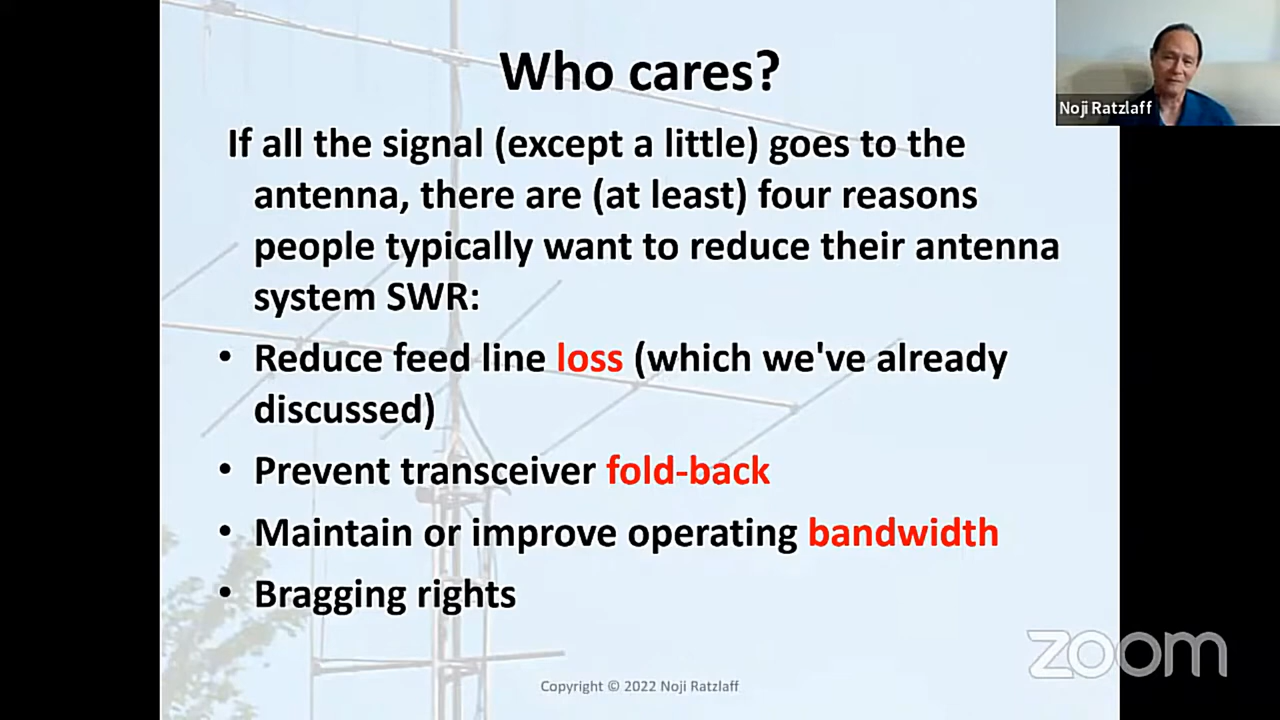 Who cares?
Noji Ratzlaff
If all the signal (except a little) goes to the
antenna, there are (at least) four reasons
people typically want to reduce their antenna
system SWR:
• Reduce feed line loss (which we've already
discussed)
• Prevent transceiver fold-back
• Maintain or improve operating bandwidth
• Bragging rights
zoom
Copyright © 2022 Noji Ratzlaff